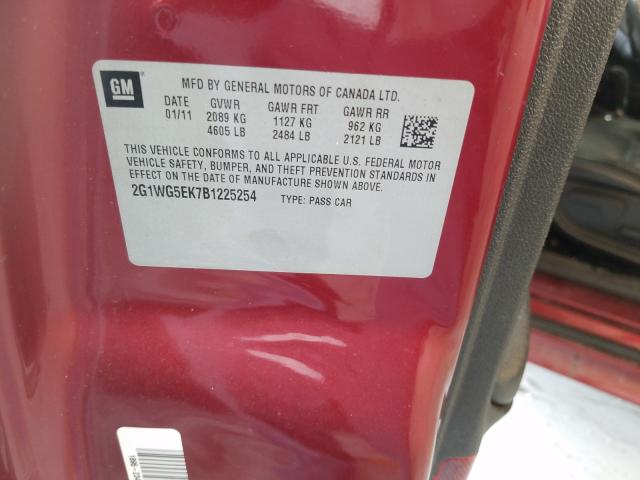 GM
MFD BY GENERAL MOTORS OF CANADA LTD.
DATE GVWR GAWR FRT GAWR RR
01/11 2089 KG 1127 KG 962 KG
4605 LB 2484 LB 2121 LB
THIS VEHICLE CONFORMS TO ALL APPLICABLE U.S. FEDERAL MOTOR
VEHICLE SAFETY, BUMPER, AND THEFT PREVENTION STANDARDS IN
EFFECT ON THE DATE OF MANUFACTURE SHOWN ABOVE.
2G1WG5EK7B1225254 TYPE: PASS CAR